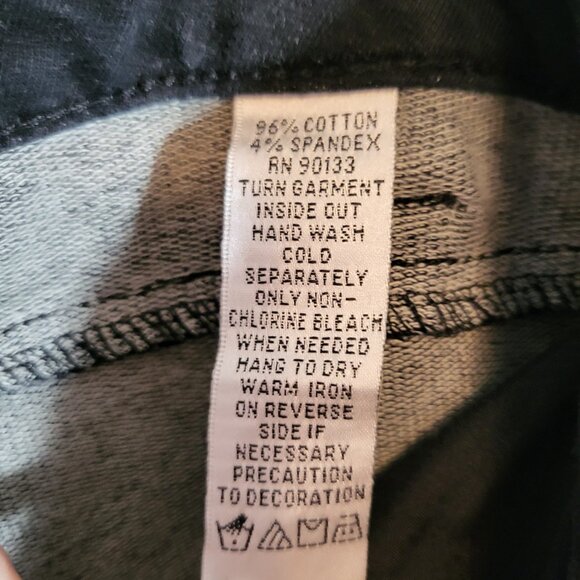 96% COTTON
4% SPANDEX
RN 90133
TURN GARMENT
INSIDE OUT
HAND WASH
COLD
SEPARATELY
ONLY NON-
CHLORINE BLEACH
WHEN NEEDED
HANG TO DRY
WARM IRON
ON REVERSE
SIDE IF
NECESSARY
PRECAUTION
TO DECORATION